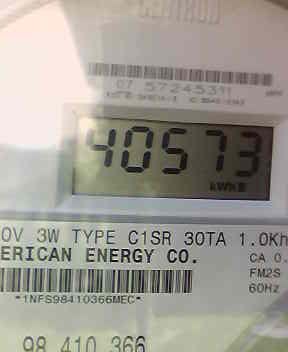 07 57245311
40573
KWH
0V 3W TYPE C1SR 30TA 1.0Kh
ERICAN ENERGY CO.
CA 0.
FM2S
60Hz
*1NFS98410366MEC*
98 410 366